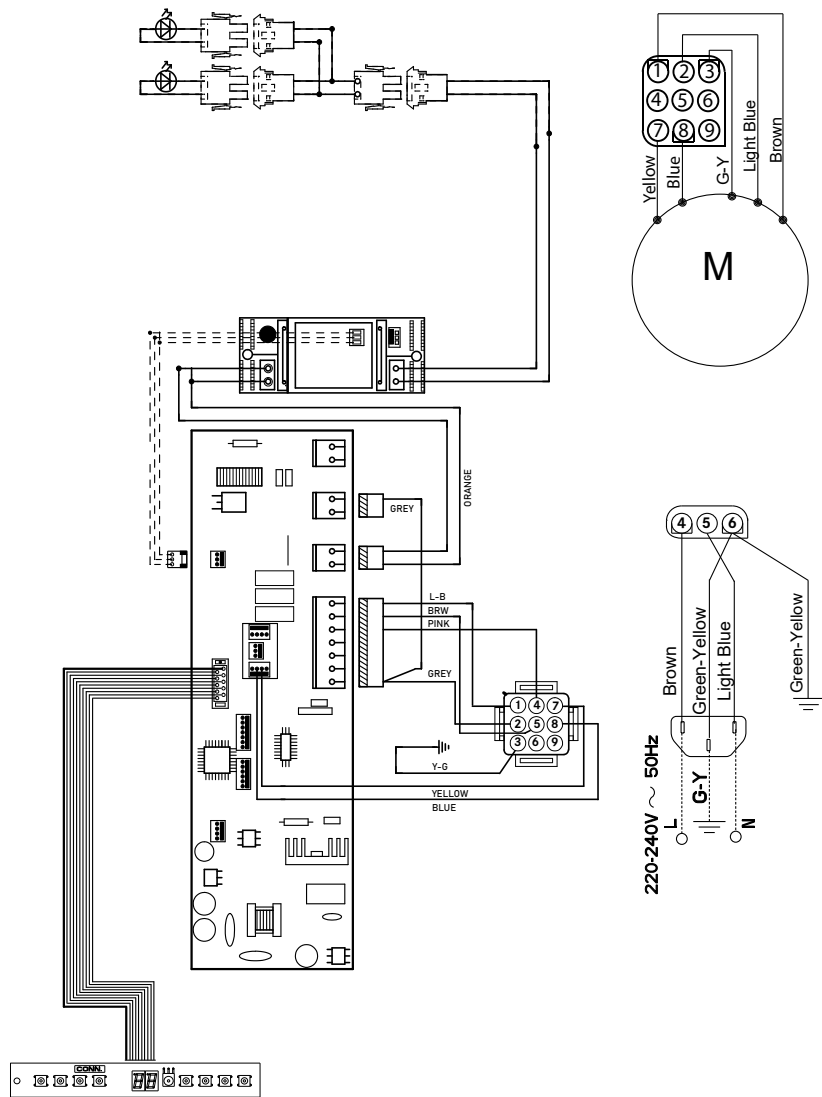 1 2 3
4 5 6
7 8 9
Yellow
Blue
G-Y
Light Blue
Brown
M
ORANGE
GREY
L-B
BRW
PINK
GREY
1 4 7
2 5 8
3 6 9
Y-G
YELLOW
BLUE
4 5 6
Brown
Green-Yellow
Light Blue
Green-Yellow
220-240V ~ 50Hz
L
G-Y
N
CONN.